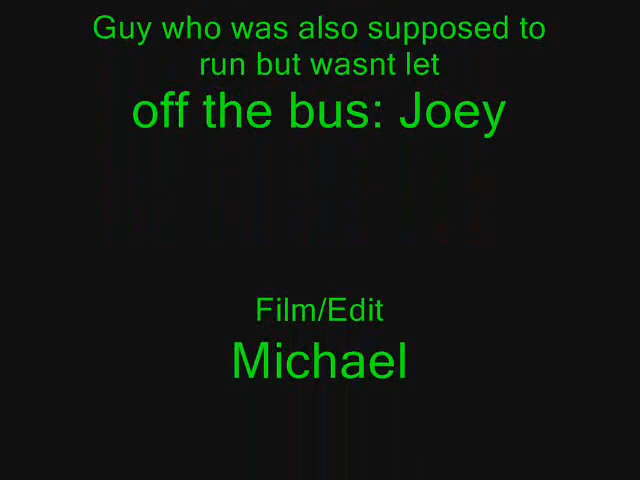 Guy who was also supposed to
run but wasnt let
off the bus: Joey
Film/Edit
Michael